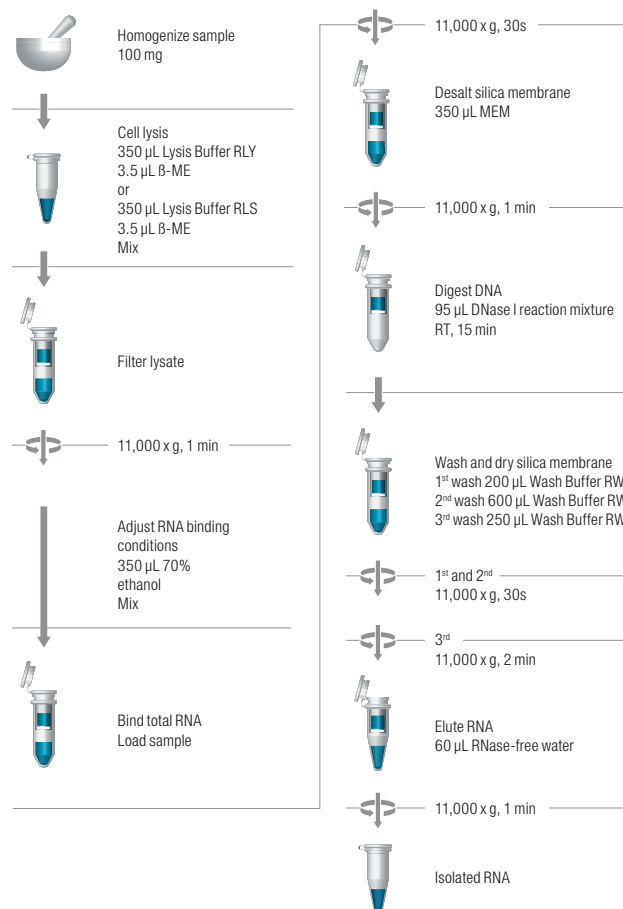 Homogenize sample
100 mg
Cell lysis
350 µL Lysis Buffer RLY
3.5 µL ß-ME
or
350 µL Lysis Buffer RLS
3.5 µL ß-ME
Mix
Filter lysate
11,000 x g, 1 min
Adjust RNA binding
conditions
350 µL 70%
ethanol
Mix
Bind total RNA
Load sample
11,000 x g, 30s
Desalt silica membrane
350 µL MEM
11,000 x g, 1 min
Digest DNA
95 µL DNase I reaction mixture
RT, 15 min
Wash and dry silica membrane
1st wash 200 µL Wash Buffer RW
2nd wash 600 µL Wash Buffer RW
3rd wash 250 µL Wash Buffer RW
1st and 2nd
11,000 x g, 30s
3rd
11,000 x g, 2 min
Elute RNA
60 µL RNase-free water
11,000 x g, 1 min
Isolated RNA